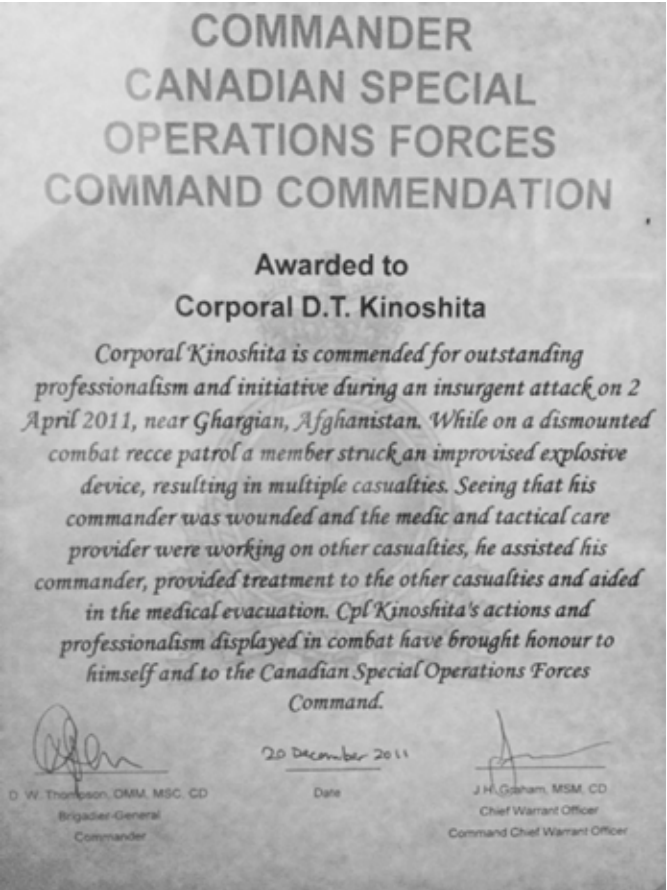 COMMANDER
CANADIAN SPECIAL
OPERATIONS FORCES
COMMAND COMMENDATION
Awarded to
Corporal D.T. Kinoshita
Corporal Kinoshita is commended for outstanding
professionalism and initiative during an insurgent attack on 2
April 2011, near Ghargian, Afghanistan. While on a dismounted
combat recce patrol a member struck an improvised explosive
device, resulting in multiple casualties. Seeing that his
commander was wounded and the medic and tactical care
provider were working on other casualties, he assisted his
commander, provided treatment to the other casualties and aided
in the medical evacuation. Cpl Kinoshita's actions and
professionalism displayed in combat have brought honour to
himself and to the Canadian Special Operations Forces
Command.
20 December 2011
D. W. Thompson, OMM, MSC, CD
Date
J.H. Graham, MSM, CD
Brigadier-General
Chief Warrant Officer
Commander
Command Chief Warrant Officer